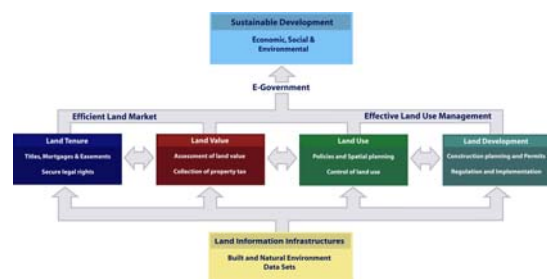 Sustainable Development
Economic, Social &
Environmental
E-Government
Efficient Land Market
Effective Land Use Management
Land Tenure
Titles, Mortgages & Easements
Secure legal rights
Land Value
Assessment of land value
Collection of property tax
Land Use
Policies and Spatial planning
Control of land use
Land Development
Construction planning and Permits
Regulation and Implementation
Land Information Infrastructures
Built and Natural Environment
Data Sets